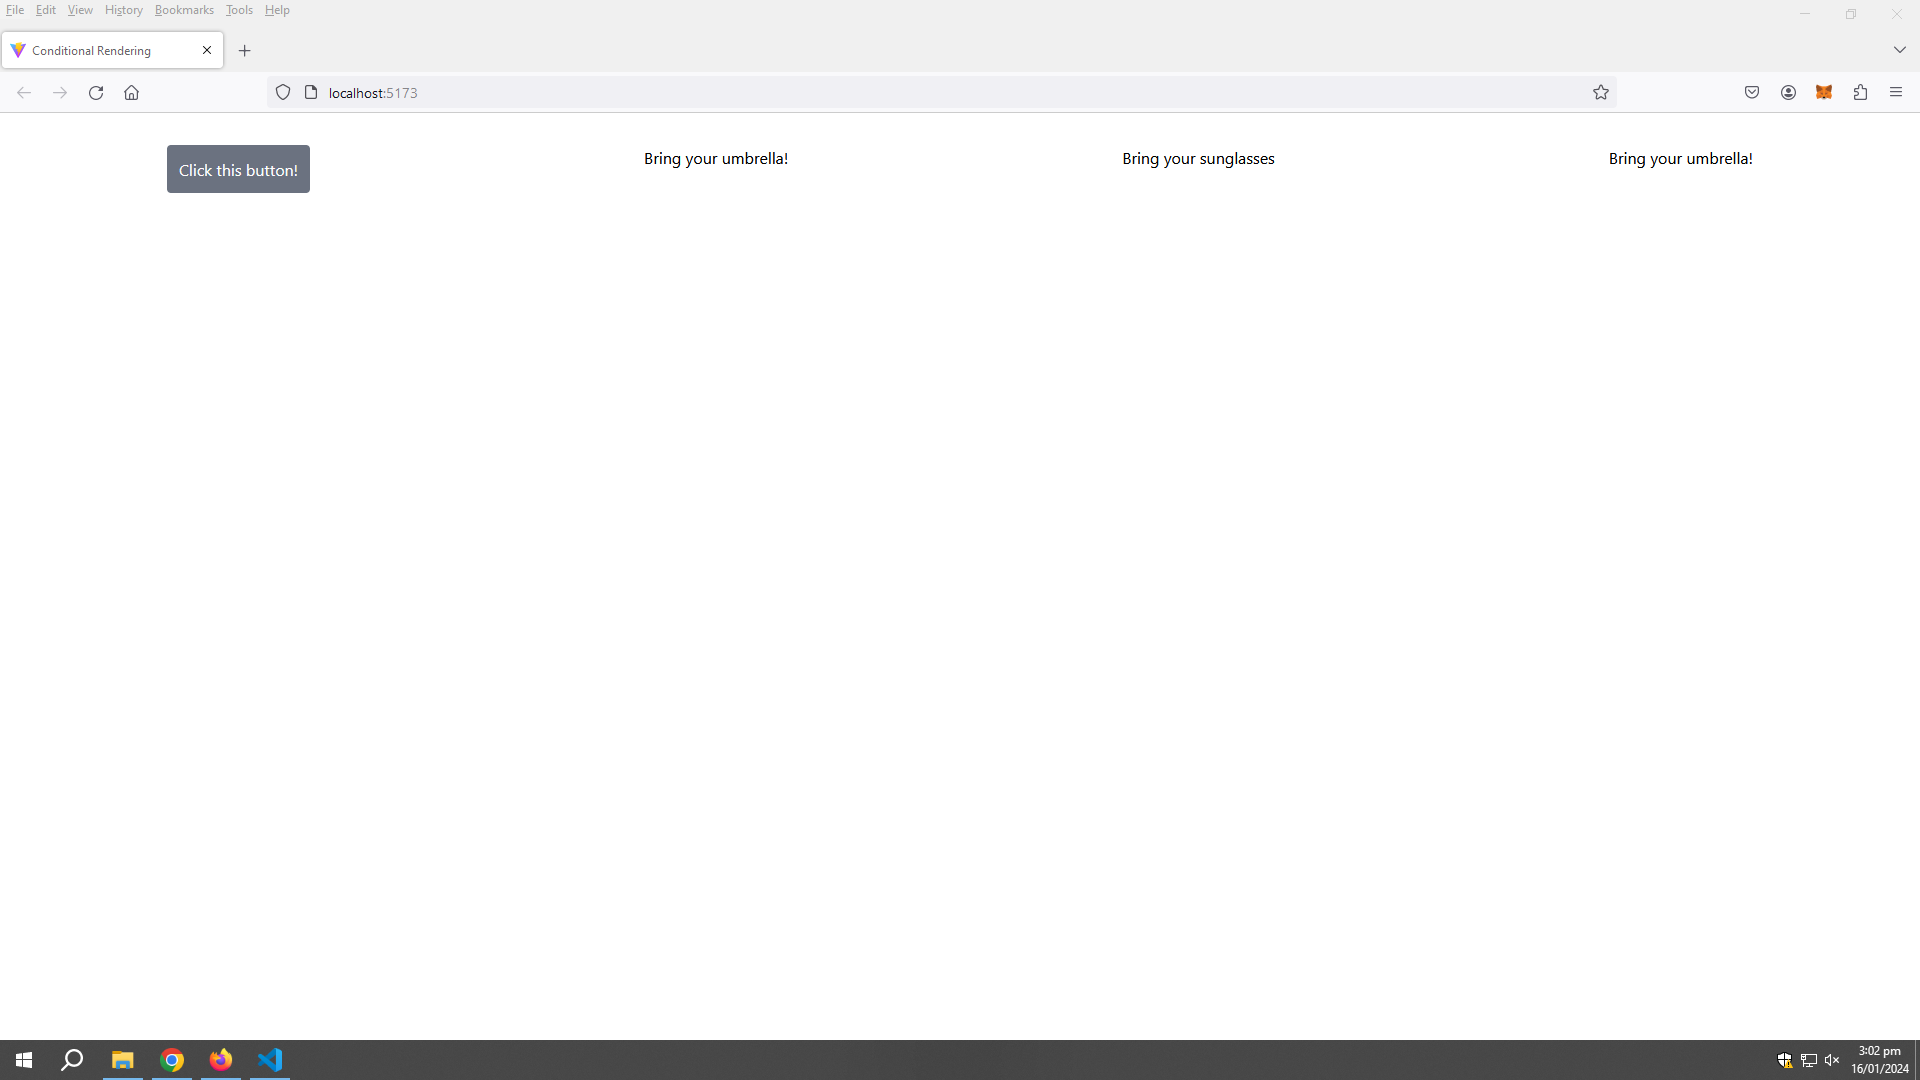 File Edit View History Bookmarks Tools Help
Conditional Rendering
localhost:5173
Click this button!
Bring your umbrella!
Bring your sunglasses
Bring your umbrella!
3:02 pm
16/01/2024